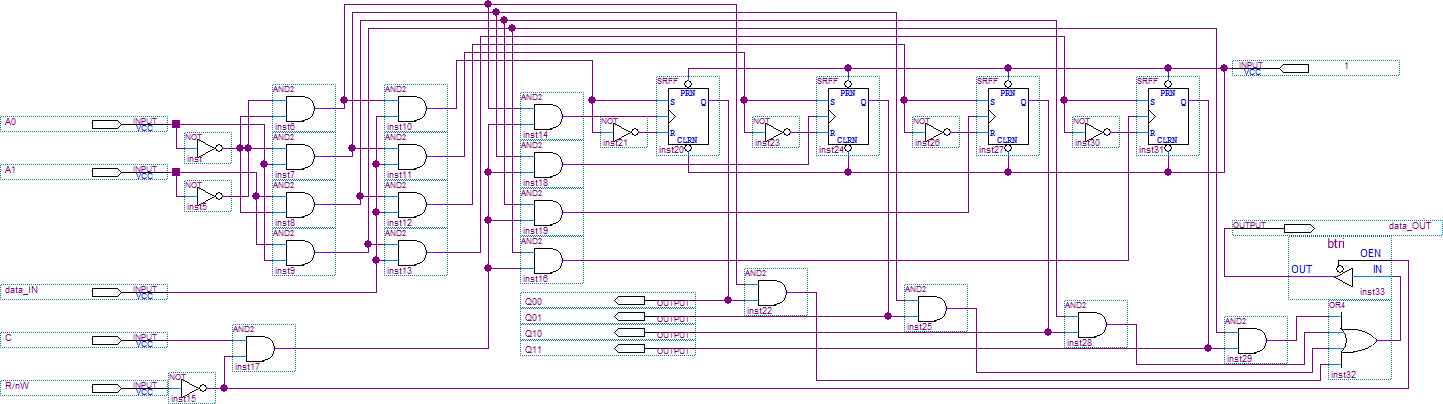 SRFF SRFF SRFF SRFF
INPUT VCC 1
AND2 AND2
PRN PRN PRN PRN
AND2
S Q S Q S Q S Q
inst6 inst10
A0 INPUT VCC
inst14
NOT NOT NOT NOT
NOT AND2 AND2
R R R R
CLRN CLRN CLRN CLRN
inst21 inst20 inst23 inst24 inst26 inst27 inst30 inst31
AND2
inst
inst7 inst11
A1 INPUT VCC
inst18
NOT AND2 AND2
AND2
inst5
inst8 inst12
OUTPUT data_OUT
inst19
AND2 AND2
AND2
btri
OEN
OUT IN
inst9 inst13
inst16
AND2
data_IN INPUT VCC
inst33
AND2
Q00 OUTPUT
AND2
OR4
inst22
Q01 OUTPUT
AND2
inst25
AND2
Q10 OUTPUT
C INPUT VCC
inst28
Q11 OUTPUT
inst17
inst29
NOT
inst32
R/nW INPUT VCC
inst15